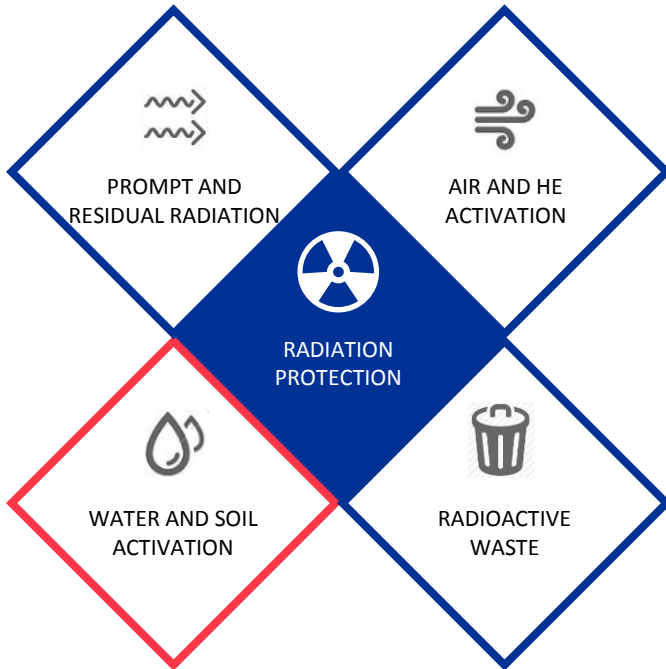 PROMPT AND
RESIDUAL RADIATION
AIR AND HE
ACTIVATION
RADIATION
PROTECTION
WATER AND SOIL
ACTIVATION
RADIOACTIVE
WASTE